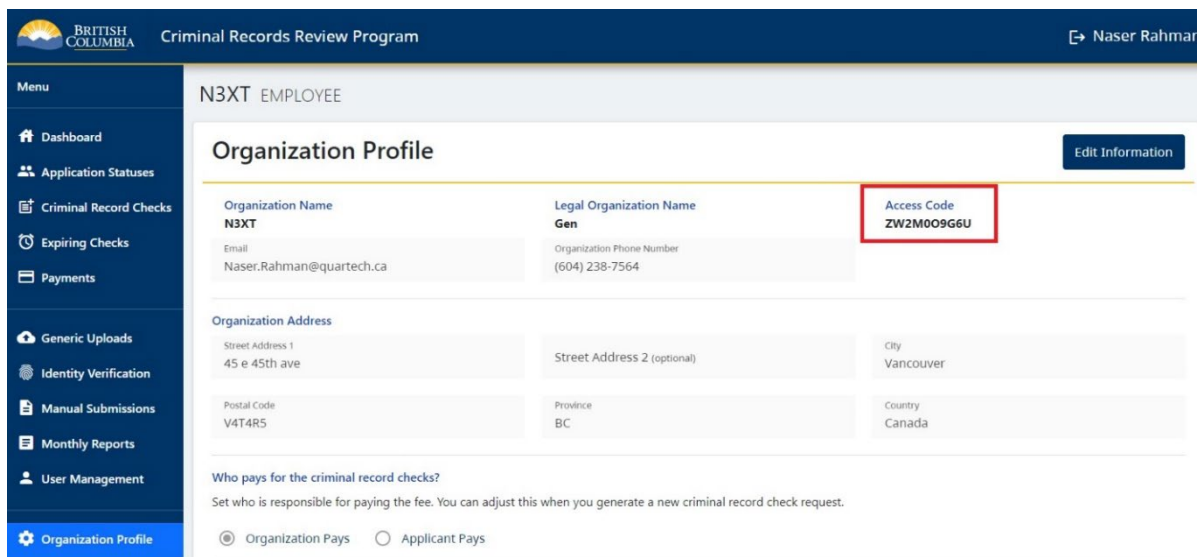 BRITISH
COLUMBIA
Criminal Records Review Program
Naser Rahman
Menu
N3XT EMPLOYEE
Dashboard
Application Statuses
Criminal Record Checks
Expiring Checks
Payments
Generic Uploads
Identity Verification
Manual Submissions
Monthly Reports
User Management
Organization Profile
Organization Profile
Edit Information
Organization Name
N3XT
Legal Organization Name
Gen
Access Code
ZW2M0O9G6U
Email
Naser.Rahman@quartech.ca
Organization Phone Number
(604) 238-7564
Organization Address
Street Address 1
45 e 45th ave
Street Address 2 (optional)
City
Vancouver
Postal Code
V4T4R5
Province
BC
Country
Canada
Who pays for the criminal record checks?
Set who is responsible for paying the fee. You can adjust this when you generate a new criminal record check request.
Organization Pays
Applicant Pays